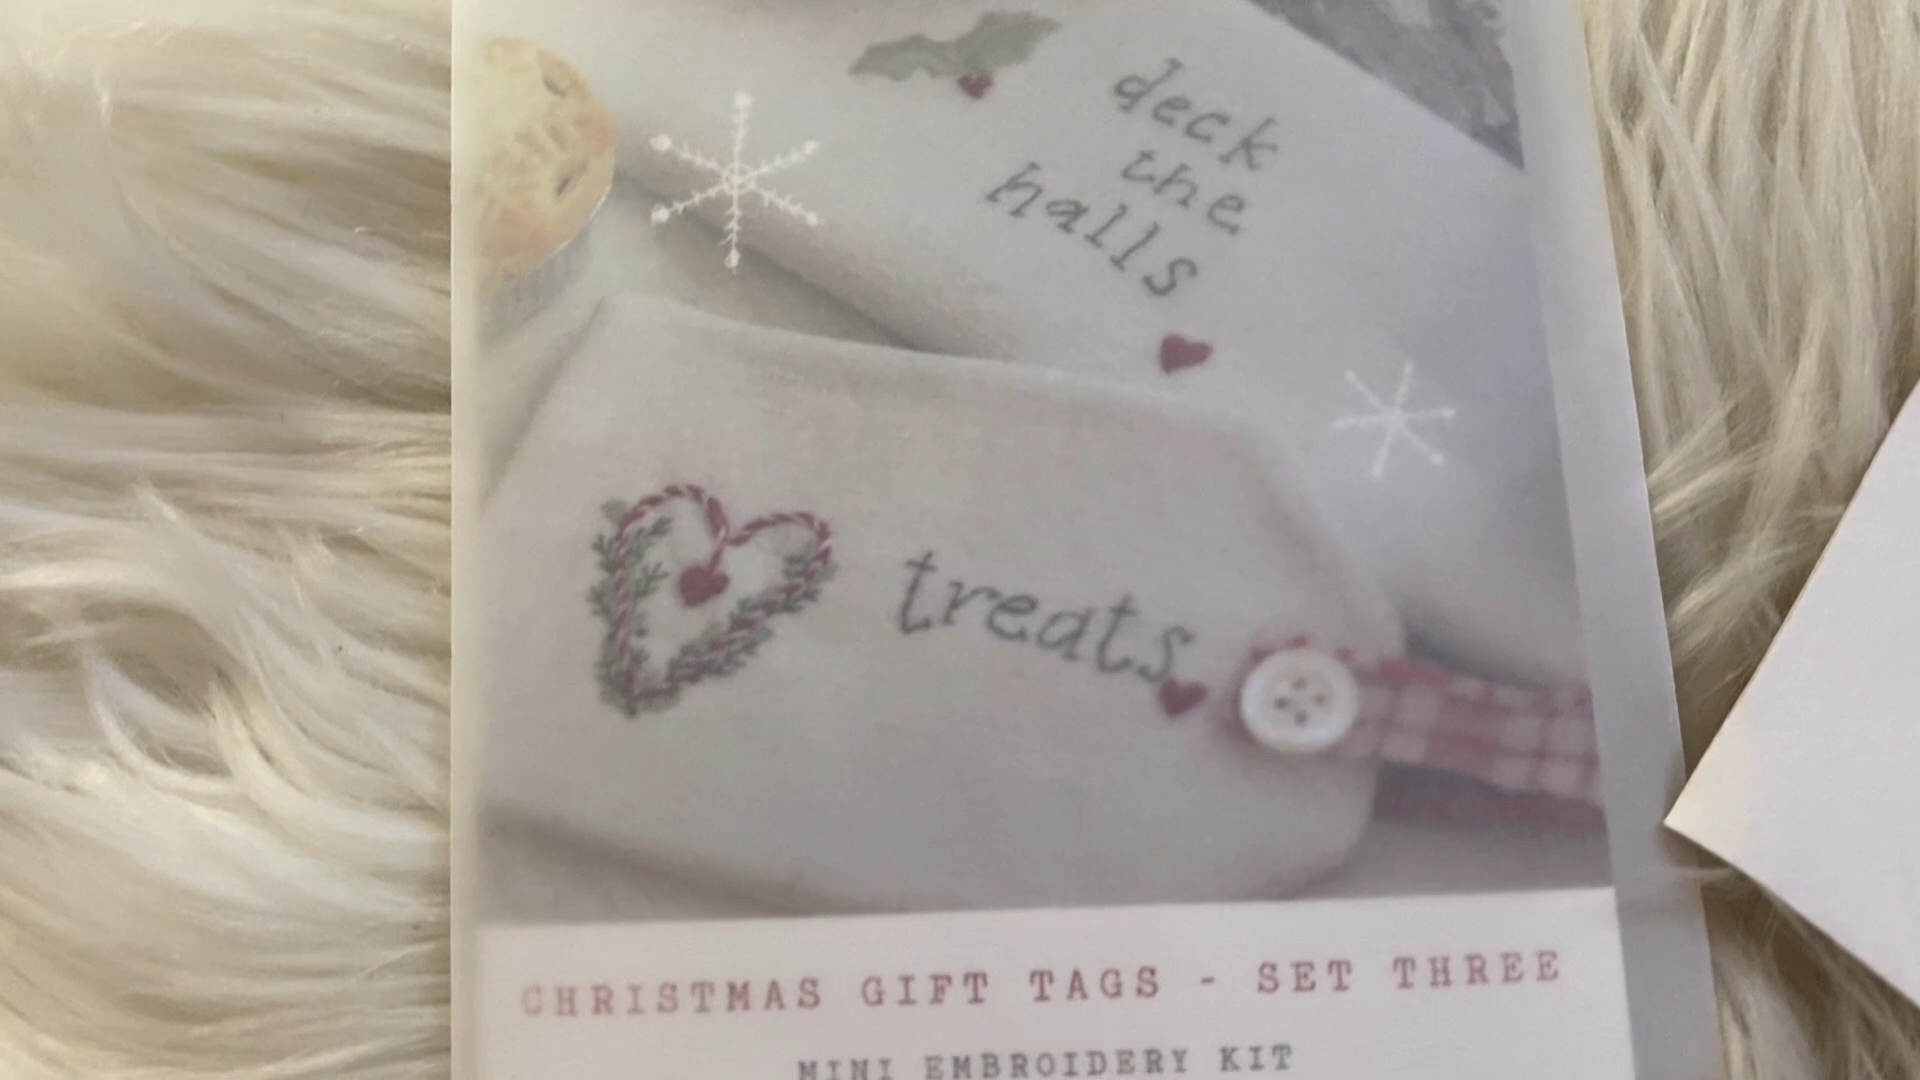 deck
the
halls
treats
CHRISTMAS GIFT TAGS - SET THREE
MINI EMBROIDERY KIT